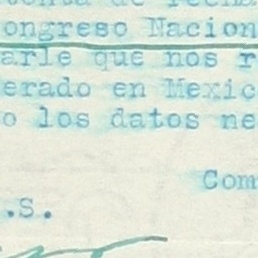 ongreso Nacion
arle que nos r
erado en Mexic
o los datos ne
Com
.s.